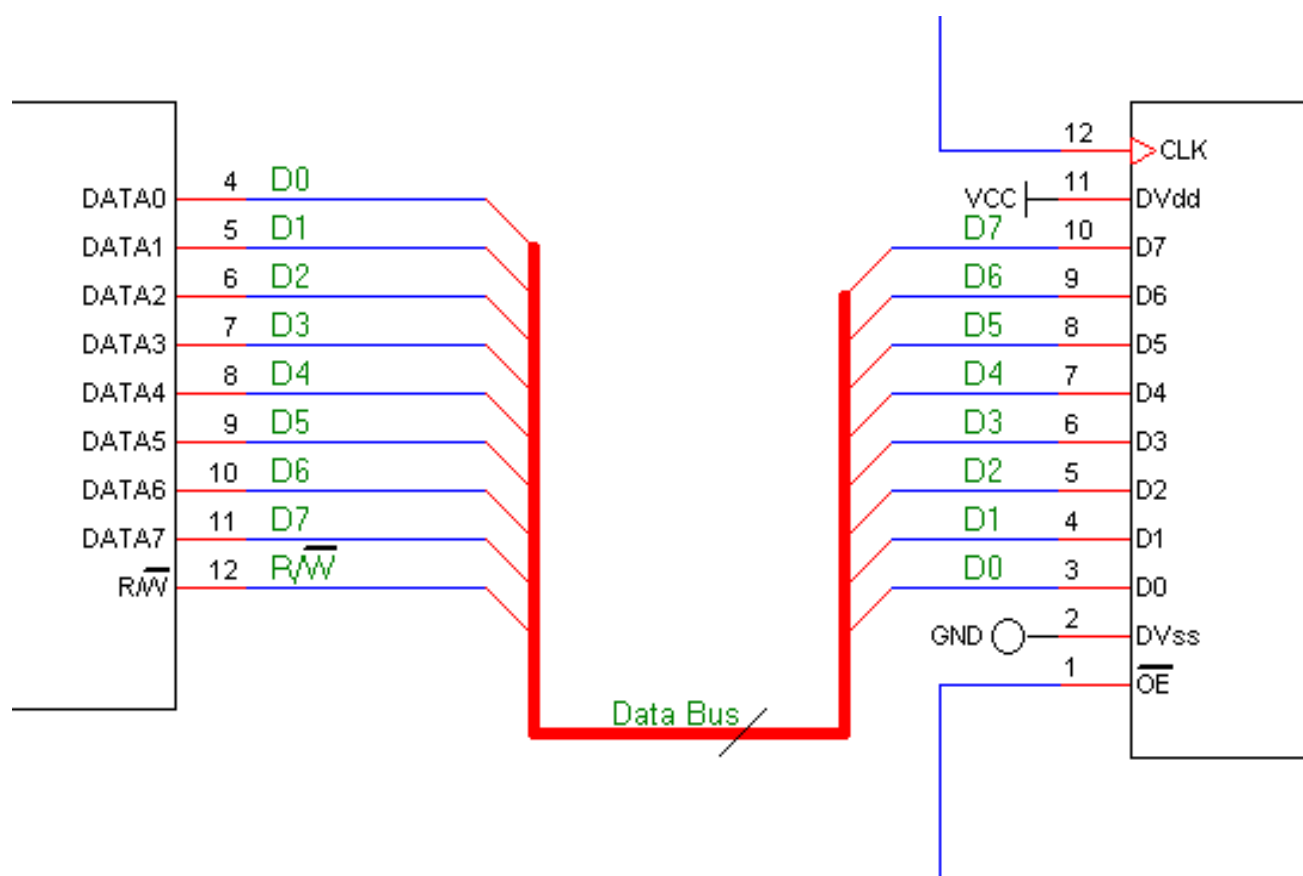 DATA0 4 D0
DATA1 5 D1
DATA2 6 D2
DATA3 7 D3
DATA4 8 D4
DATA5 9 D5
DATA6 10 D6
DATA7 11 D7
R/W̅ 12 R/W̅
Data Bus
12 CLK
VCC 11 DVdd
D7 10 D7
D6 9 D6
D5 8 D5
D4 7 D4
D3 6 D3
D2 5 D2
D1 4 D1
D0 3 D0
GND 2 DVss
1 O̅E̅